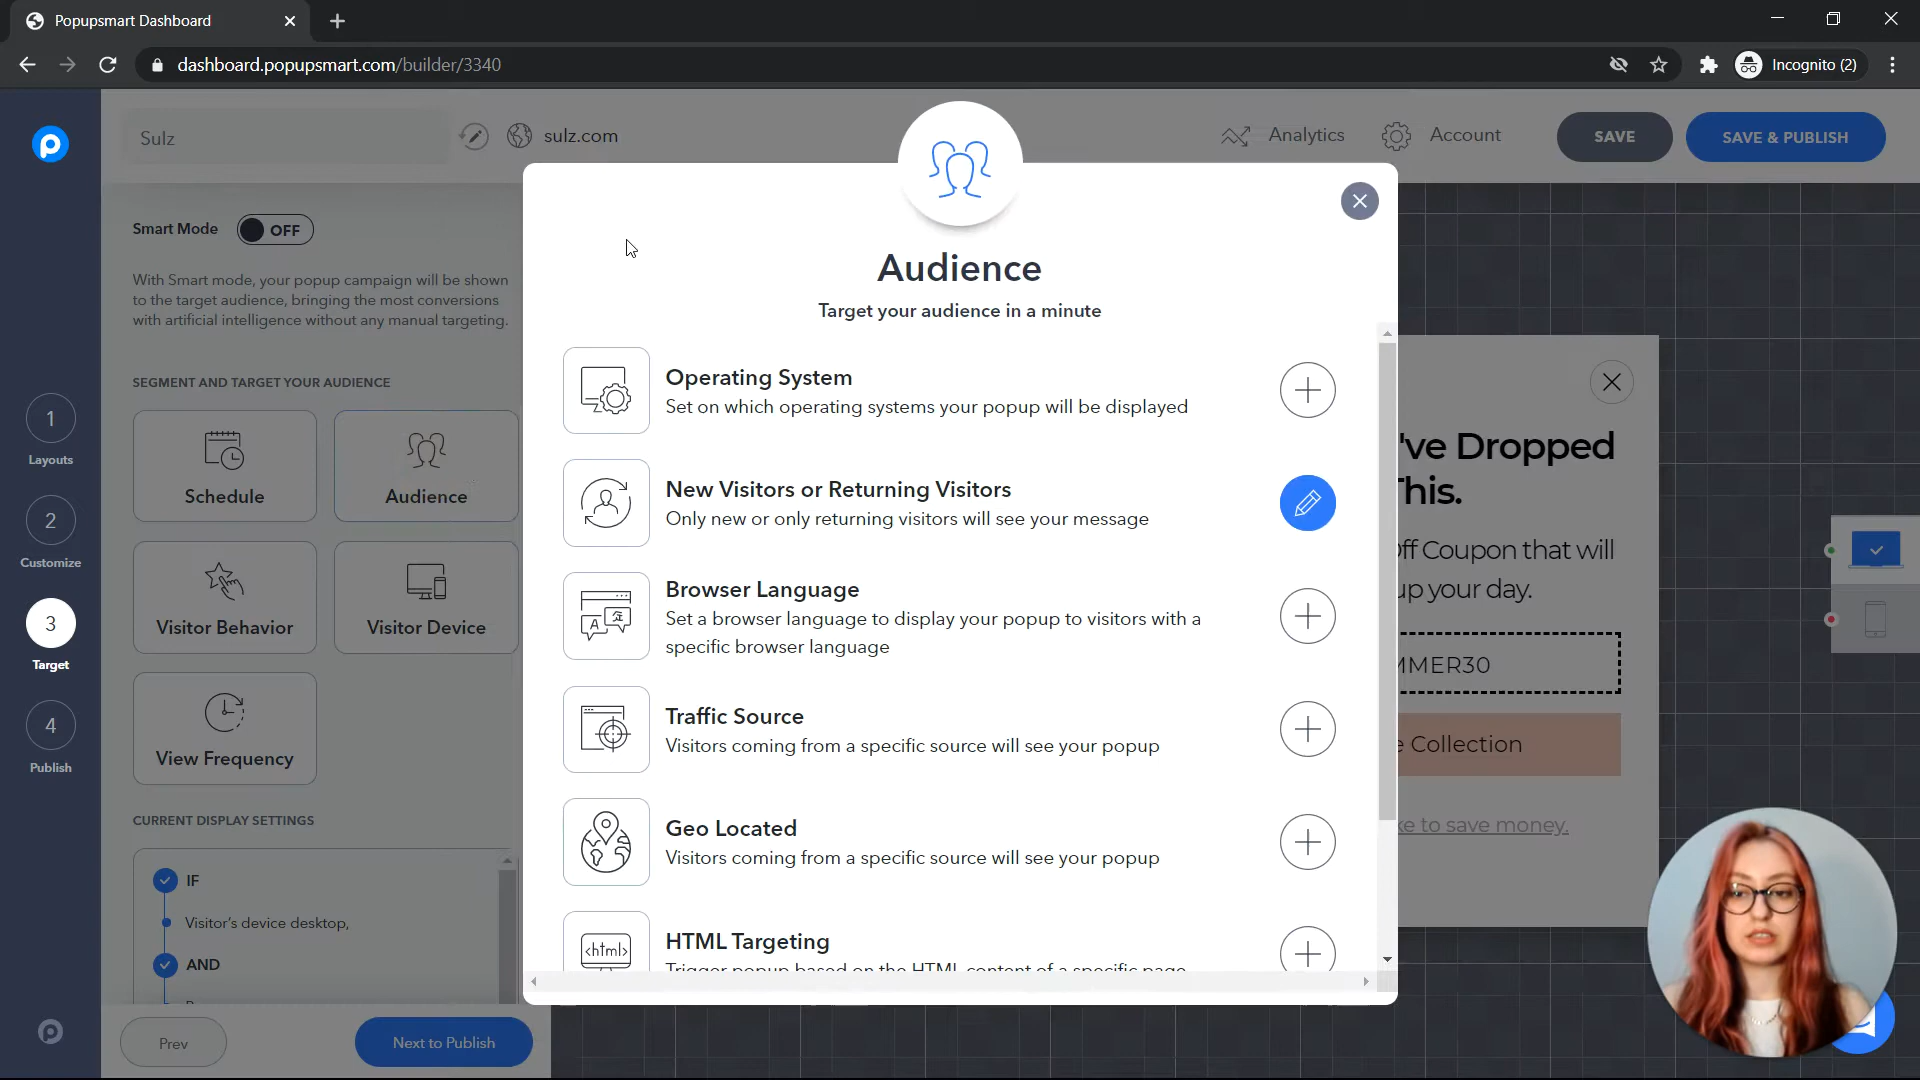 Popupsmart Dashboard
dashboard.popupsmart.com/builder/3340
Incognito (2)
Sulz
sulz.com
Analytics
Account
SAVE
SAVE & PUBLISH
Smart Mode
OFF
With Smart mode, your popup campaign will be shown
to the target audience, bringing the most conversions
with artificial intelligence without any manual targeting.
SEGMENT AND TARGET YOUR AUDIENCE
Schedule
Audience
Visitor Behavior
Visitor Device
View Frequency
CURRENT DISPLAY SETTINGS
IF
Visitor's device desktop,
AND
Prev
Next to Publish
1
Layouts
2
Customize
3
Target
4
Publish
Audience
Target your audience in a minute
Operating System
Set on which operating systems your popup will be displayed
New Visitors or Returning Visitors
Only new or only returning visitors will see your message
A
Browser Language
Set a browser language to display your popup to visitors with a
specific browser language
Traffic Source
Visitors coming from a specific source will see your popup
Geo Located
Visitors coming from a specific source will see your popup
<html>
HTML Targeting
Trigger popup based on the HTML content of a specific page
've Dropped
This.
Off Coupon that will
up your day.
MMER30
e Collection
ke to save money.